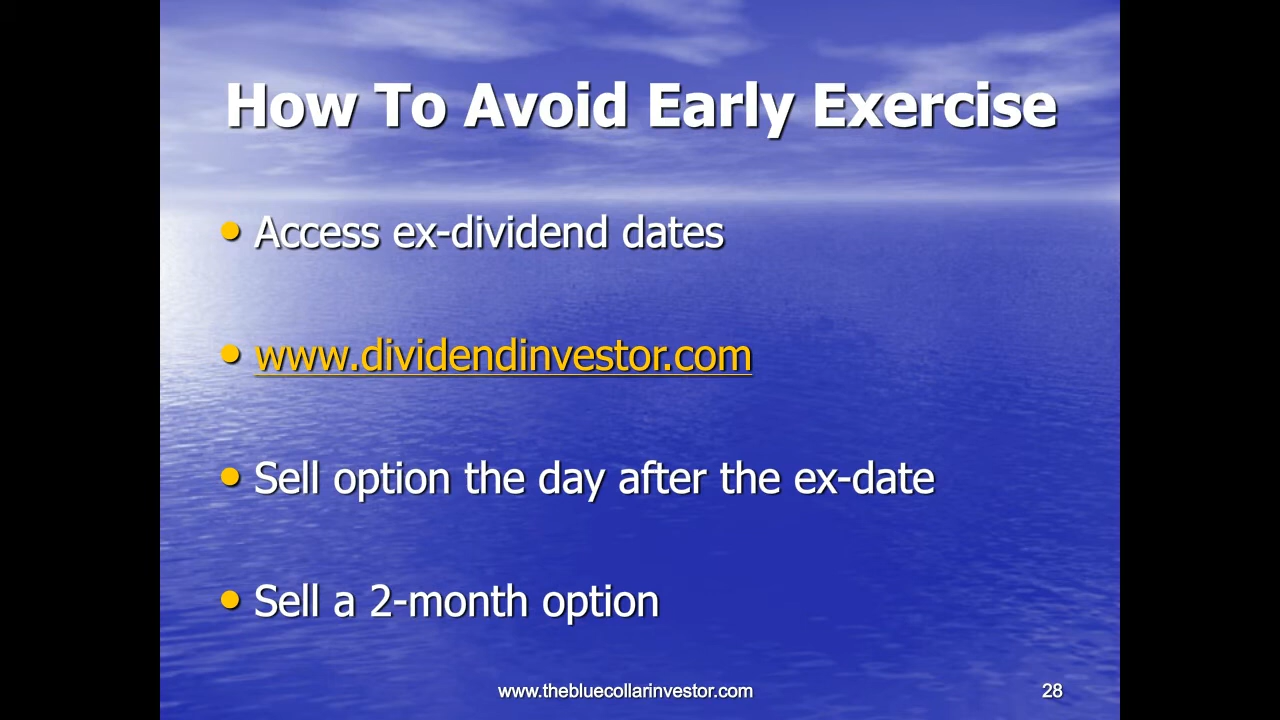 How To Avoid Early Exercise
• Access ex-dividend dates
• www.dividendinvestor.com
• Sell option the day after the ex-date
• Sell a 2-month option
www.thebluecollarinvestor.com
28